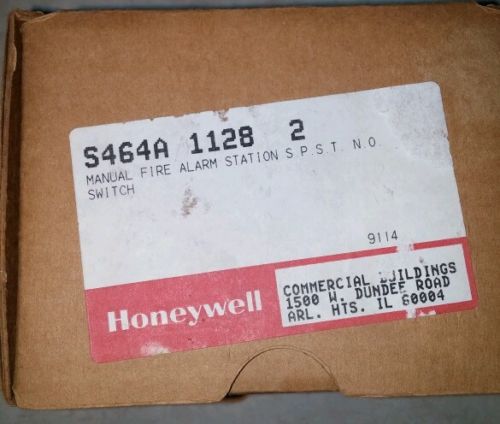 S464A 1128 2
MANUAL FIRE ALARM STATION S P.S.T. N.O.
SWITCH
9114
Honeywell
COMMERCIAL BUILDINGS
1500 W. DUNDEE ROAD
ARL. HTS. IL 60004